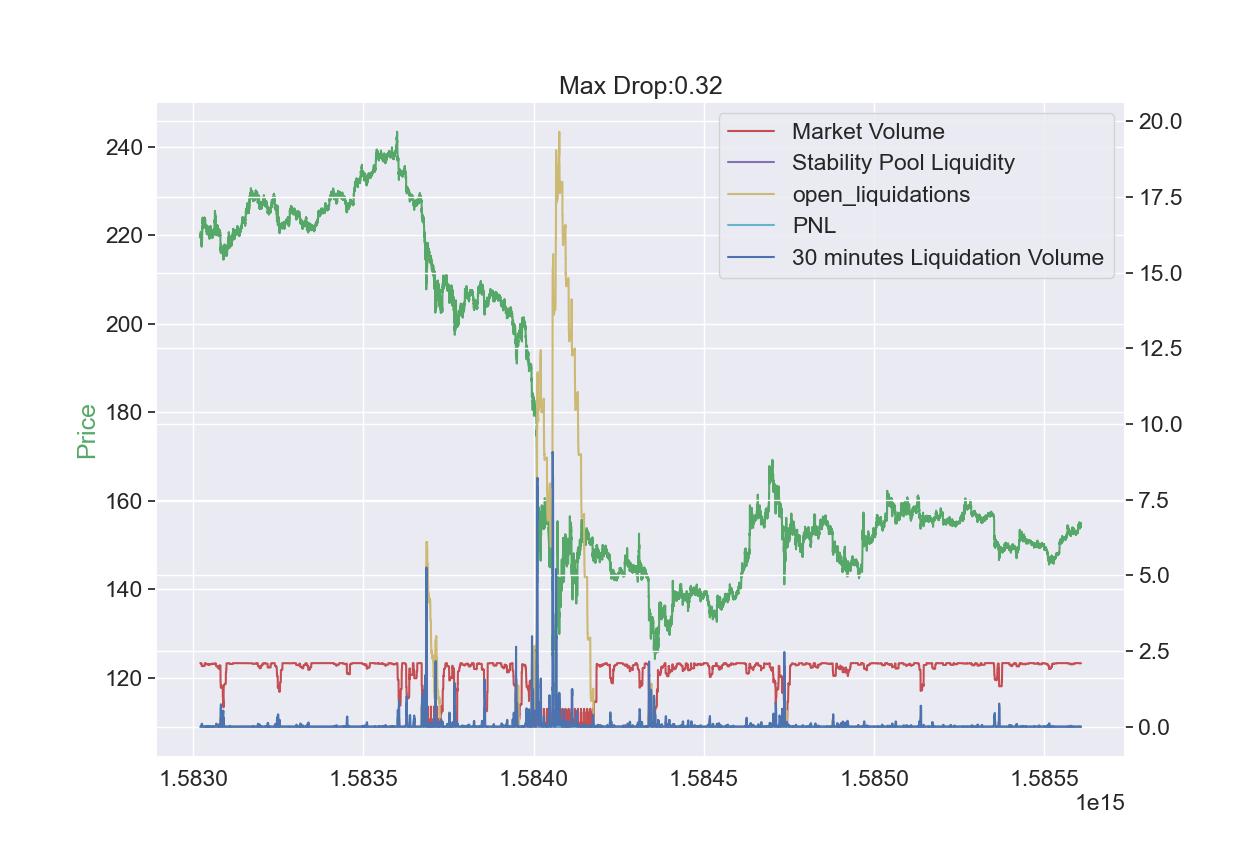 Max Drop:0.32
Market Volume
Stability Pool Liquidity
open_liquidations
PNL
30 minutes Liquidation Volume
Price
240
220
200
180
160
140
120
20.0
17.5
15.0
12.5
10.0
7.5
5.0
2.5
0.0
1.5830 1.5835 1.5840 1.5845 1.5850 1.5855
1e15